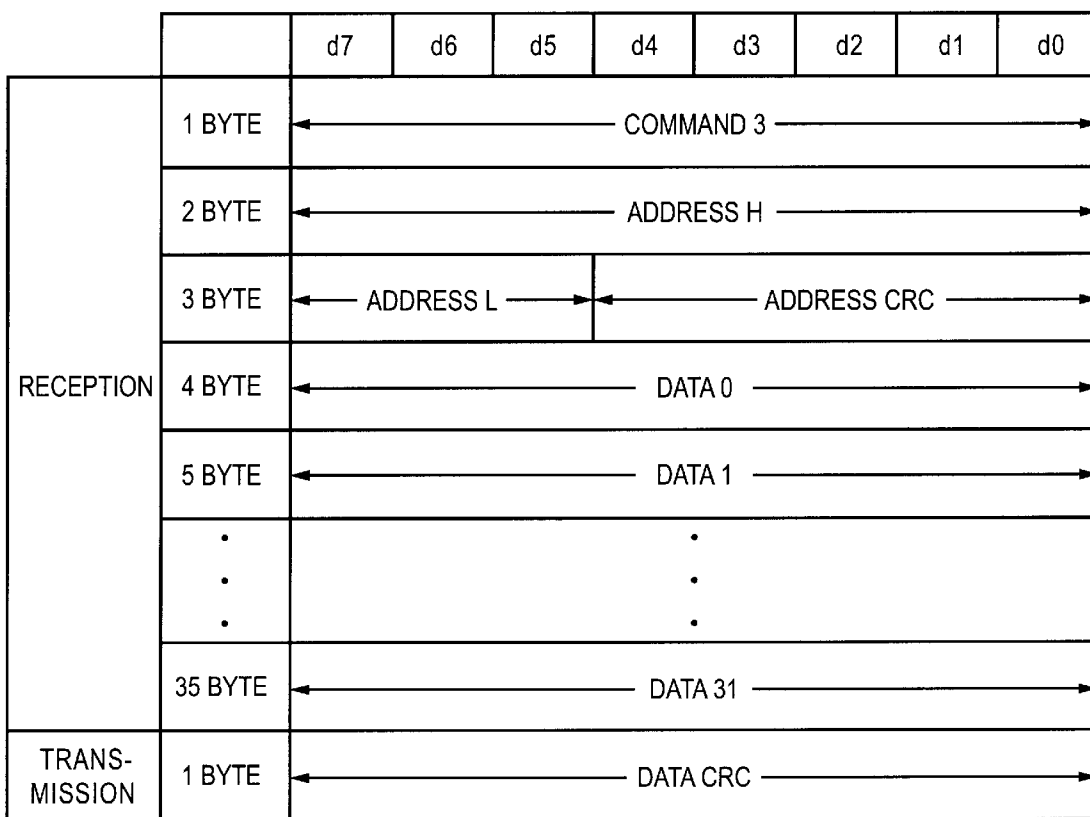 d7 d6 d5 d4 d3 d2 d1 d0
1 BYTE COMMAND 3
2 BYTE ADDRESS H
3 BYTE ADDRESS L ADDRESS CRC
RECEPTION 4 BYTE DATA 0
5 BYTE DATA 1
35 BYTE DATA 31
TRANS-
MISSION 1 BYTE DATA CRC